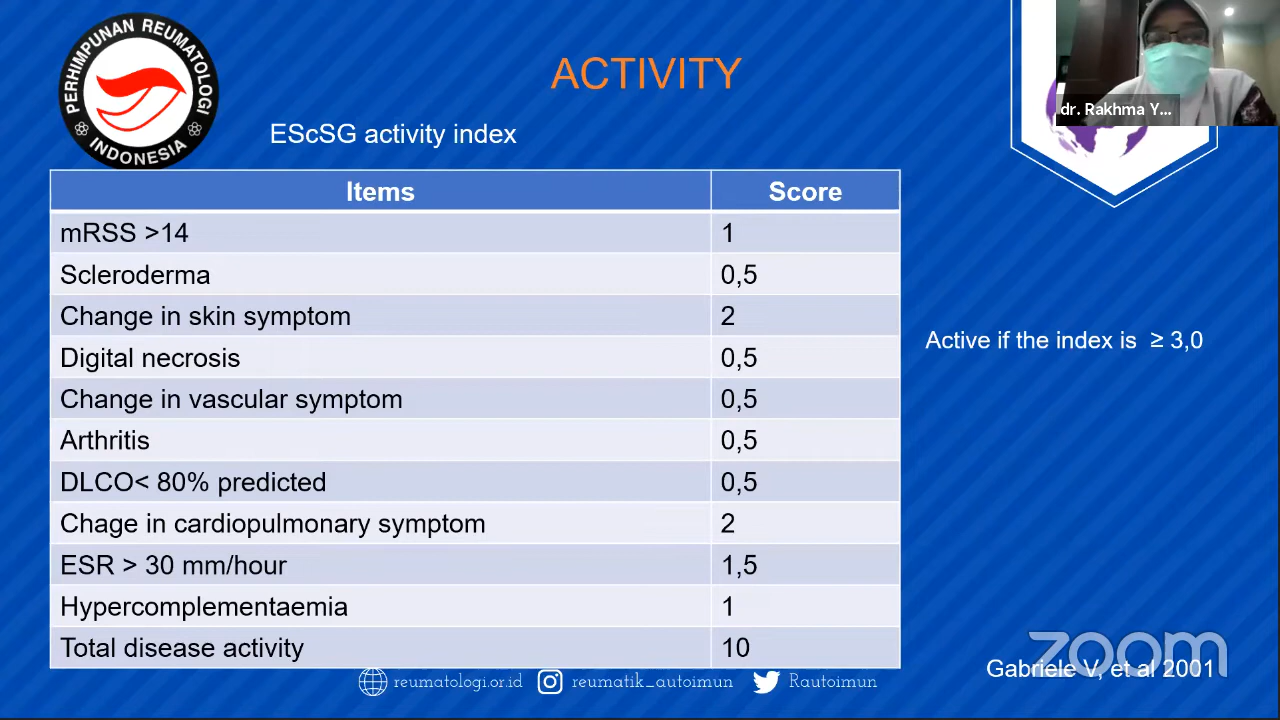 PERHIMPUNAN REUMATOLOGI
INDONESIA
ACTIVITY
dr. Rakhma Y...
EScSG activity index
Items Score
mRSS >14 1
Scleroderma 0,5
Change in skin symptom 2
Digital necrosis 0,5
Change in vascular symptom 0,5
Arthritis 0,5
DLCO< 80% predicted 0,5
Chage in cardiopulmonary symptom 2
ESR > 30 mm/hour 1,5
Hypercomplementaemia 1
Total disease activity 10
Active if the index is ≥ 3,0
zoom
Gabriele V, et al 2001
reumatologi.or.id reumatik_autoimun Rautoimun